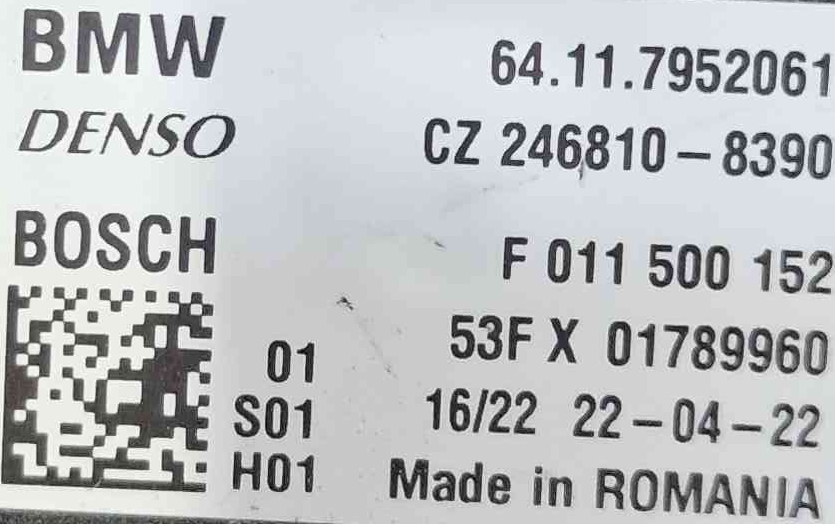 BMW 64.11.7952061
DENSO CZ 246810-8390
BOSCH F 011 500 152
53F X 01789960
01
S01 16/22 22-04-22
H01 Made in ROMANIA